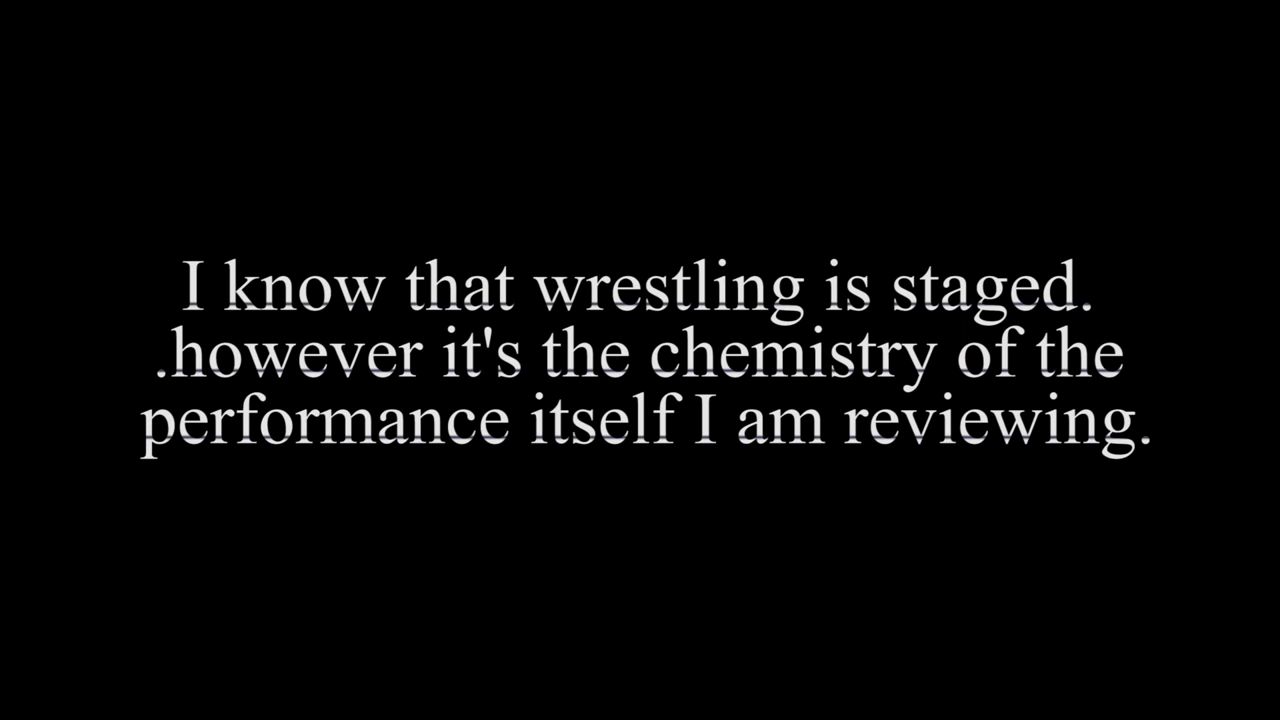 I know that wrestling is staged.
.however it's the chemistry of the
performance itself I am reviewing.